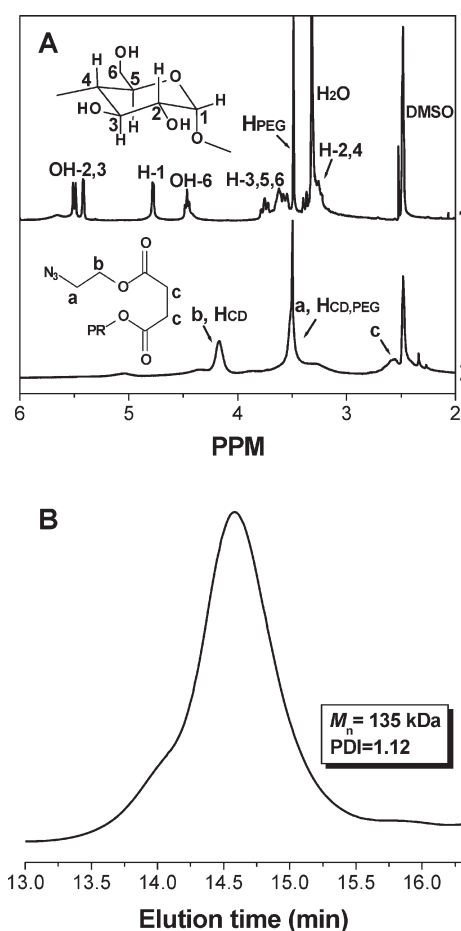 A
OH
6
H
H
4
5
O
H
HO
2
1
3
H
OH
H
O
HPEG
H2O
DMSO
OH-2,3
H-1
OH-6
H-3,5,6
H-2,4
O
N3
b
O
a
c
c
PR
O
O
b, HCD
a, HCD,PEG
c
6 5 4 3 2
PPM
B
Mn= 135 kDa
PDI=1.12
13.0 13.5 14.0 14.5 15.0 15.5 16.0
Elution time (min)